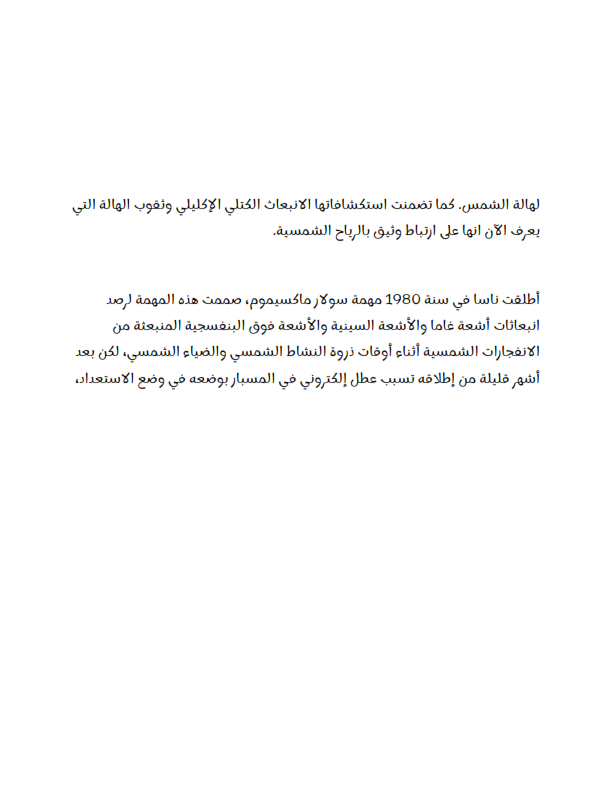 لهالة الشمس. كما تضمنت استكشافاتها الانبعاث الكتلي الإكليلي وثقوب الهالة التي
يعرف الآن انها على ارتباط وثيق بالرياح الشمسية.
أطلقت ناسا في سنة 1980 مهمة سولار ماكسيموم، صممت هذه المهمة لرصد
انبعاثات أشعة غاما والأشعة السينية والأشعة فوق البنفسجية المنبعثة من
الانفجارات الشمسية أثناء أوقات ذروة النشاط الشمسي والضياء الشمسي، لكن بعد
أشهر قليلة من إطلاقه تسبب عطل إلكتروني في المسبار بوضعه في وضع الاستعداد،